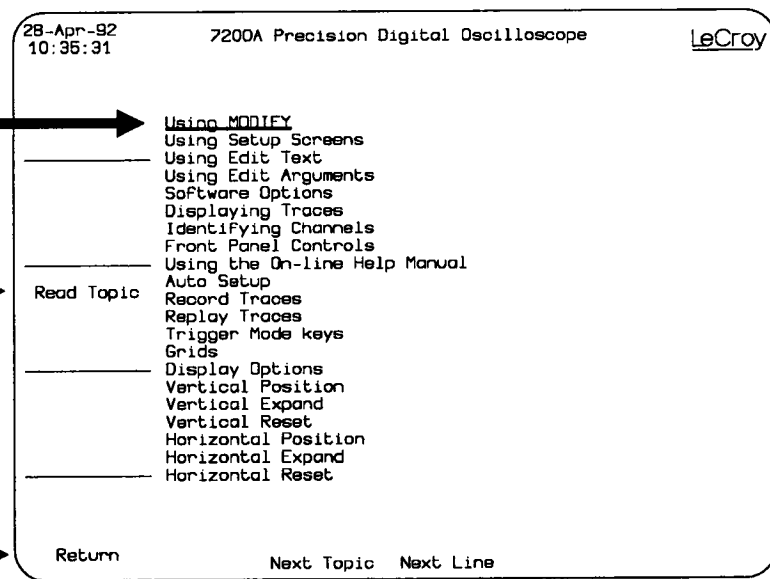 28-Apr-92
10:35:31
7200A Precision Digital Oscilloscope
LeCroy
Using MODIFY
Using Setup Screens
Using Edit Text
Using Edit Arguments
Software Options
Displaying Traces
Identifying Channels
Front Panel Controls
Using the On-line Help Manual
Auto Setup
Read Topic
Record Traces
Replay Traces
Trigger Mode keys
Grids
Display Options
Vertical Position
Vertical Expand
Vertical Reset
Horizontal Position
Horizontal Expand
Horizontal Reset
Return
Next Topic Next Line